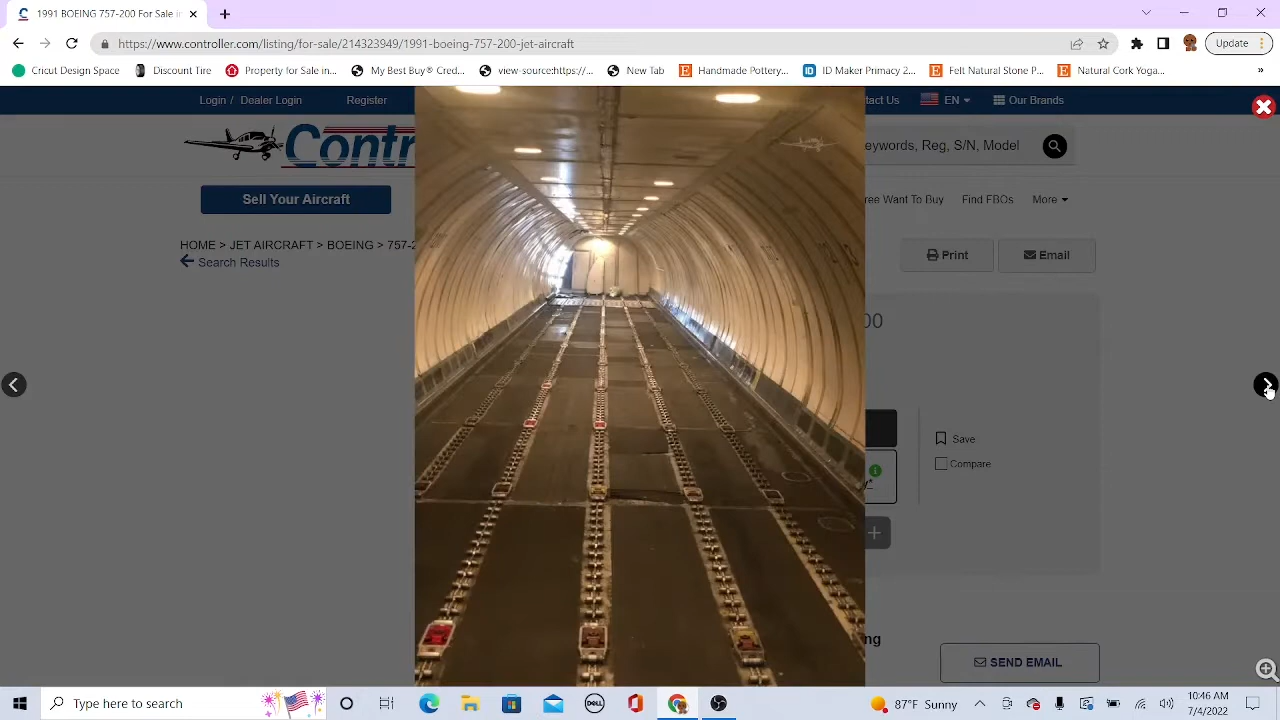 1991 BOEING 757-200 For Sale i
https://www.controller.com/listing/for-sale/214323949/1991-boeing-757-200-jet-aircraft
Update
Cricut Design Space
Discount Tire
Property for Sale in...
My Best Buy® Cred...
view-source:https:/...
New Tab
Handmade Pottery...
ID Maker Primacy 2...
Felt Natural Stone P...
Natural Cork Yoga...
Login / Dealer Login
Register
tact Us
EN
Our Brands
Contr
eywords, Reg, S/N, Model
Sell Your Aircraft
ree Want To Buy
Find FBOs
More
HOME > JET AIRCRAFT > BOEING > 757-2
Search Results
Print
Email
00
Save
Compare
ng
SEND EMAIL
Type here to search
DELL
77°F Sunny
10:46 AM
7/4/2022